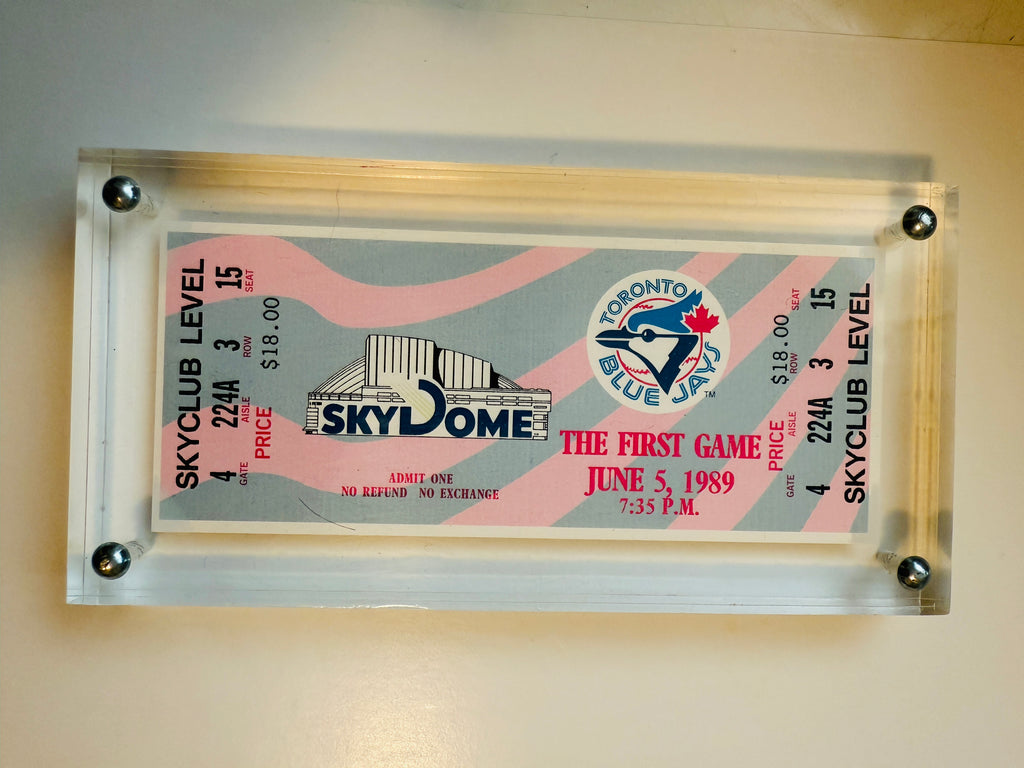 SKYCLUB LEVEL
4 224A 3 15
GATE AISLE ROW SEAT
PRICE $18.00
SKYDOME
ADMIT ONE
NO REFUND NO EXCHANGE
TORONTO
BLUE JAYS
TM
THE FIRST GAME
JUNE 5, 1989
7:35 P.M.
PRICE $18.00
GATE AISLE ROW SEAT
4 224A 3 15
SKYCLUB LEVEL